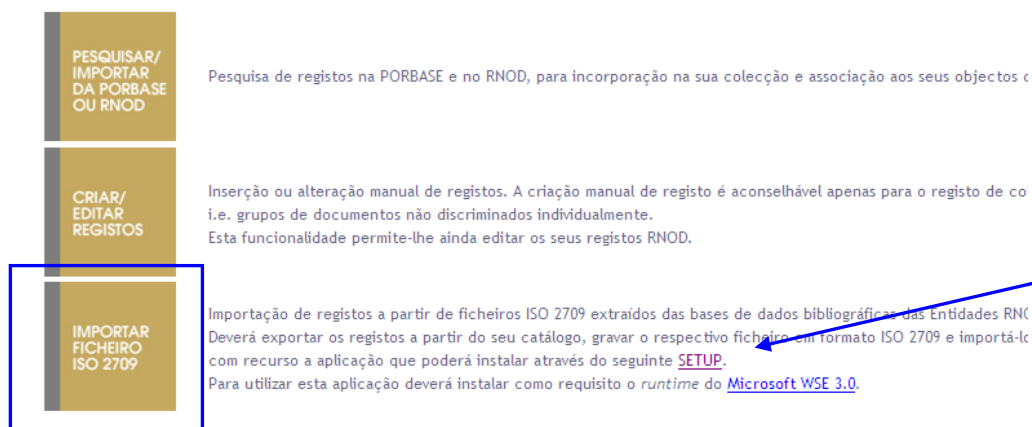 PESQUISAR/
IMPORTAR
DA PORBASE
OU RNOD
Pesquisa de registos na PORBASE e no RNOD, para incorporação na sua colecção e associação aos seus objectos
CRIAR/
EDITAR
REGISTOS
Inserção ou alteração manual de registos. A criação manual de registo é aconselhável apenas para o registo de
i.e. grupos de documentos não discriminados individualmente.
Esta funcionalidade permite-lhe ainda editar os seus registos RNOD.
IMPORTAR
FICHEIRO
ISO 2709
Importação de registos a partir de ficheiros ISO 2709 extraídos das bases de dados bibliográficas das Entidades
Deverá exportar os registos a partir do seu catálogo, gravar o respectivo ficheiro em formato ISO 2709 e
com recurso a aplicação que poderá instalar através do seguinte SETUP.
Para utilizar esta aplicação deverá instalar como requisito o runtime do Microsoft WSE 3.0.